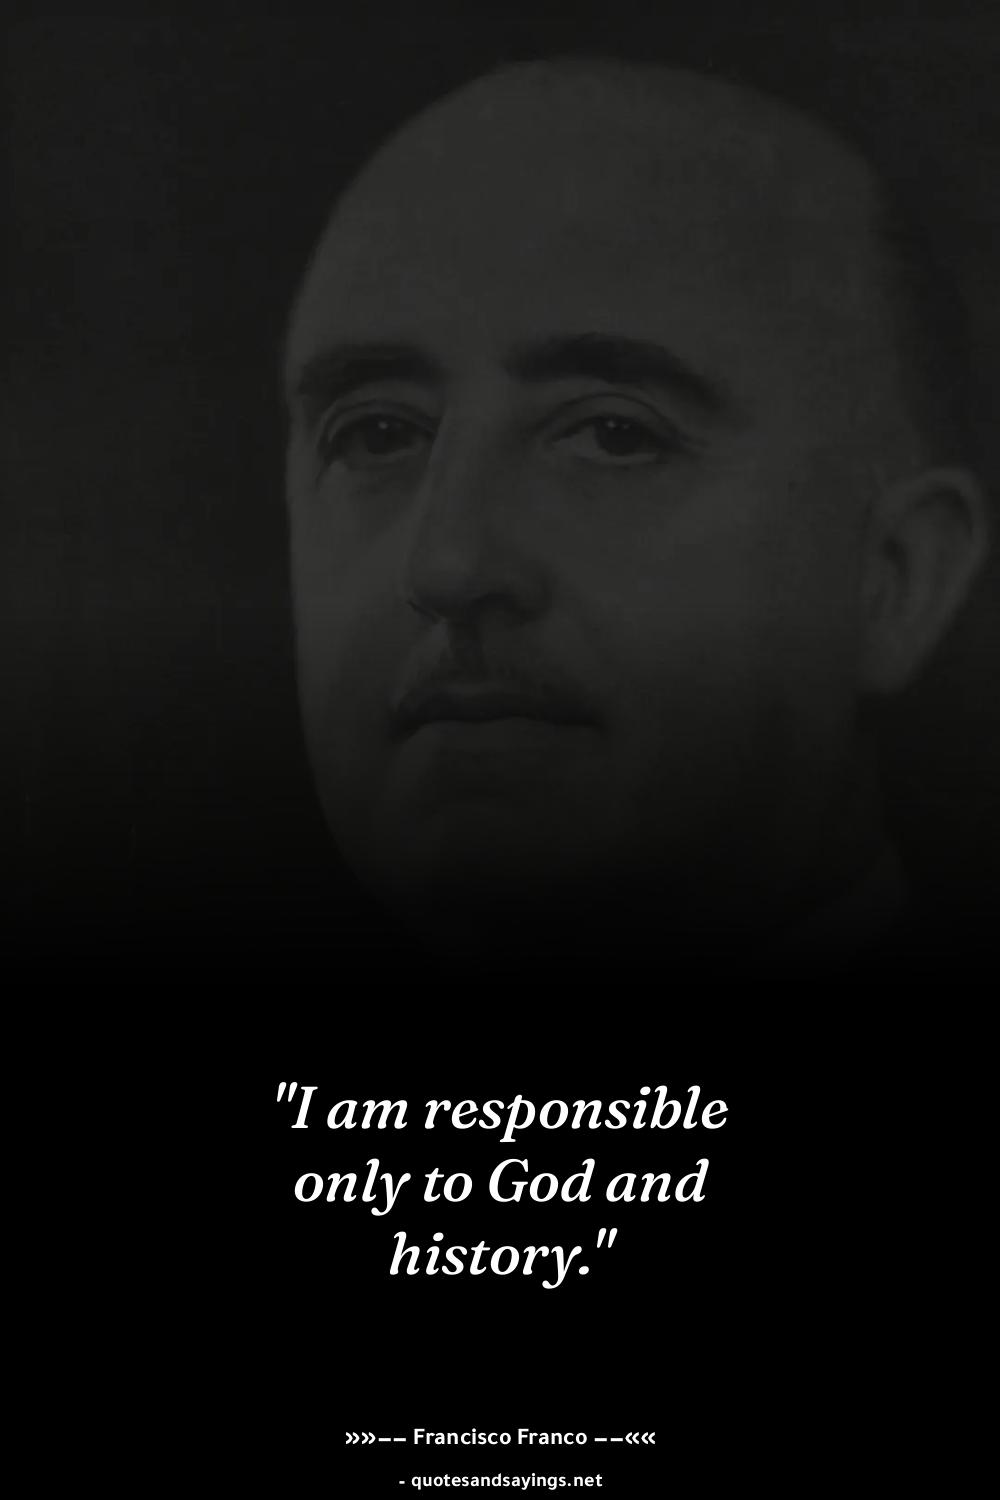 "I am responsible
only to God and
history."
»»–– Francisco Franco ––««
- quotesandsayings.net